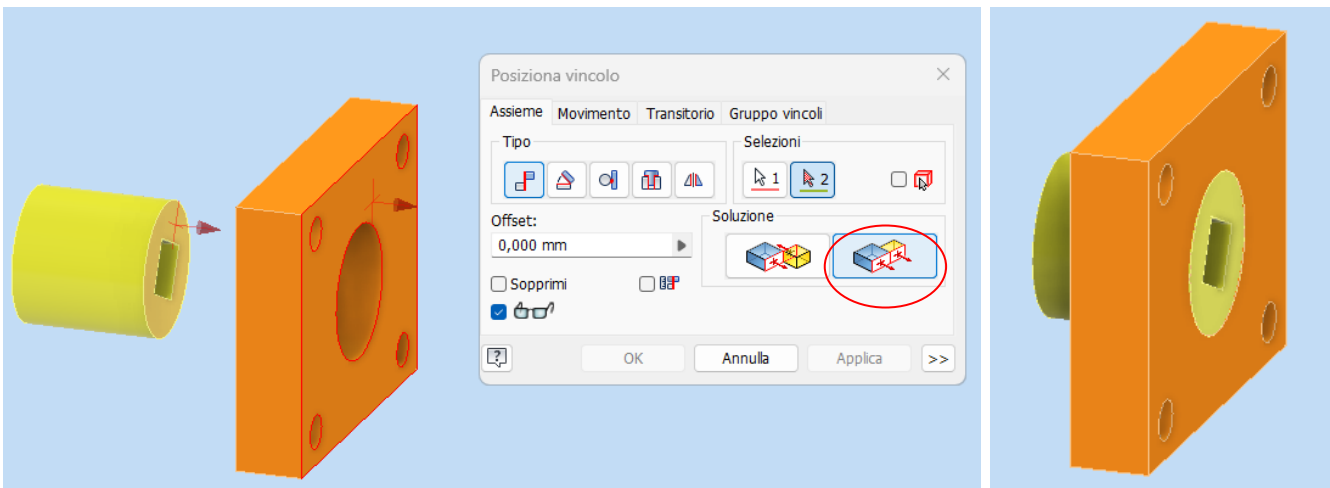 Posiziona vincolo
Assieme Movimento Transitorio Gruppo vincoli
Tipo
Selezioni
1
2
Offset:
0,000 mm
Soluzione
Sopprimi
?
OK
Annulla
Applica
>>